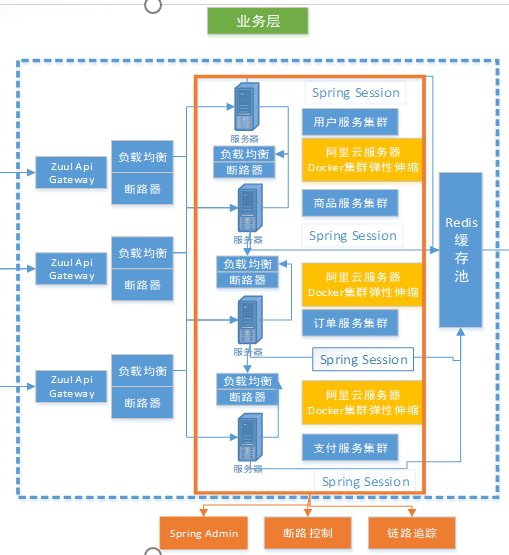 业务层
Spring Session
服务器
用户服务集群
负载均衡
断路器
阿里云服务器
Docker集群弹性伸缩
Zuul Api
Gateway
负载均衡
断路器
商品服务集群
服务器
Spring Session
Redis
缓存池
Zuul Api
Gateway
负载均衡
断路器
负载均衡
断路器
阿里云服务器
Docker集群弹性伸缩
订单服务集群
服务器
Spring Session
Zuul Api
Gateway
负载均衡
断路器
负载均衡
断路器
阿里云服务器
Docker集群弹性伸缩
支付服务集群
服务器
Spring Session
Spring Admin
断路控制
链路追踪